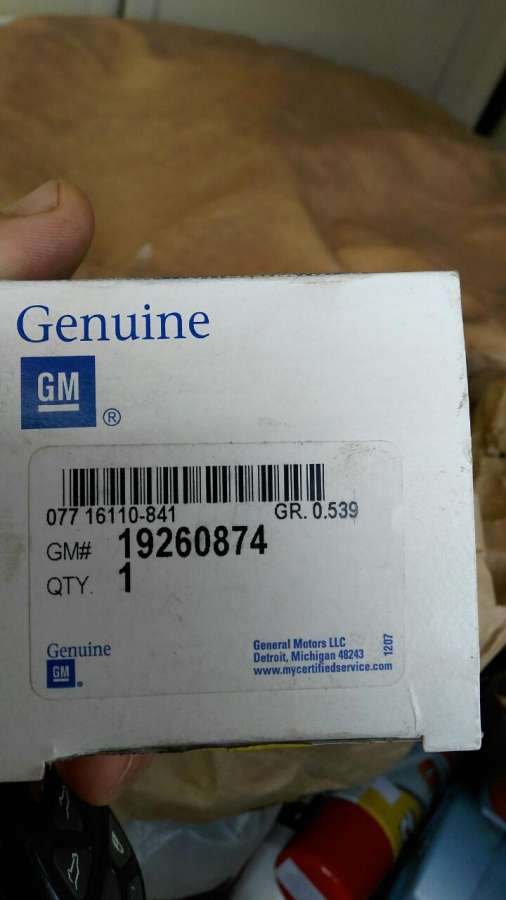 Genuine
GM
®
077 16110-841 GR. 0.539
GM# 19260874
QTY. 1
Genuine
GM
®
General Motors LLC
Detroit, Michigan 48243
www.mycertifiedservice.com
1207